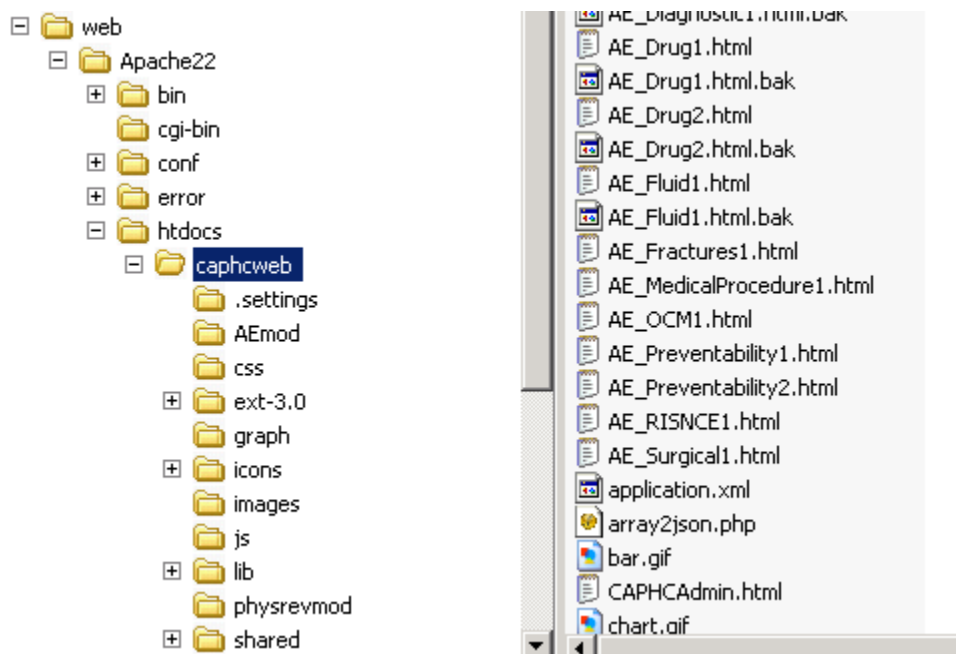 web
Apache22
bin
cgi-bin
conf
error
htdocs
caphcweb
.settings
AEmod
css
ext-3.0
graph
icons
images
js
lib
physrevmod
shared
AE_Diagnostic1.html.bak
AE_Drug1.html
AE_Drug1.html.bak
AE_Drug2.html
AE_Drug2.html.bak
AE_Fluid1.html
AE_Fluid1.html.bak
AE_Fractures1.html
AE_MedicalProcedure1.html
AE_OCM1.html
AE_Preventability1.html
AE_Preventability2.html
AE_RISNCE1.html
AE_Surgical1.html
application.xml
array2json.php
bar.gif
CAPHCAdmin.html
chart.gif